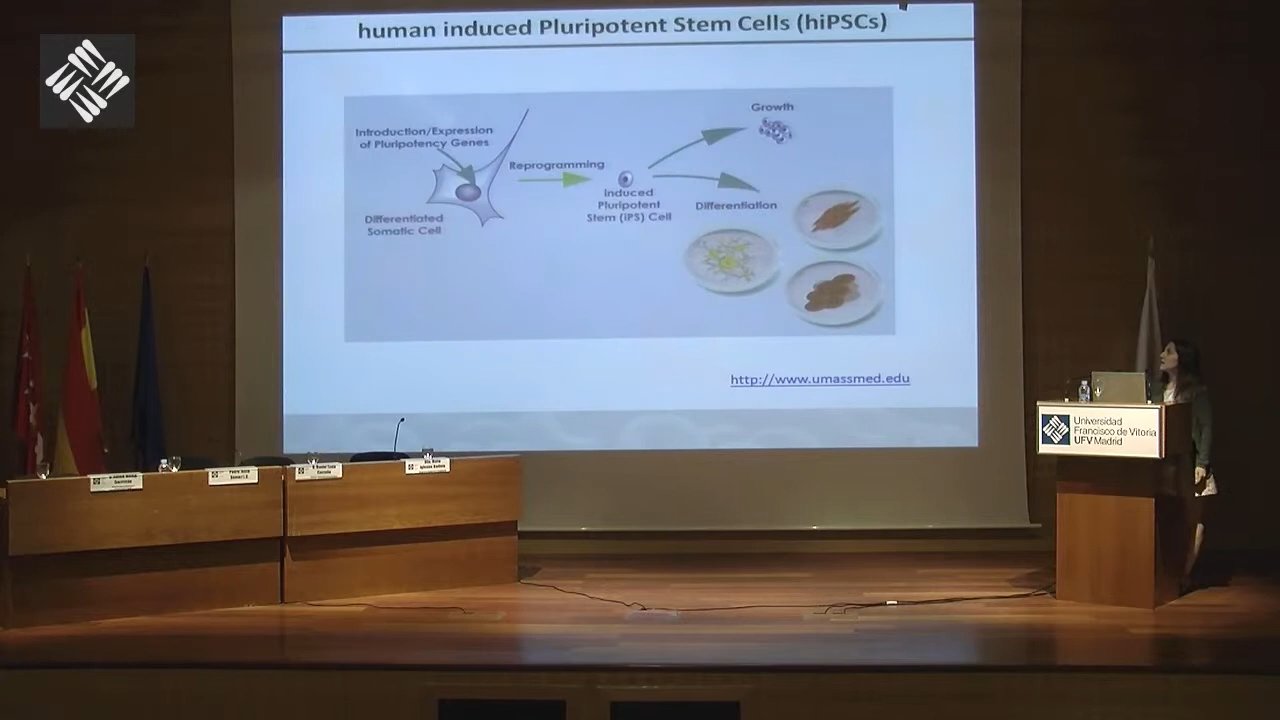 human induced Pluripotent Stem Cells (hiPSCs)
Introduction/Expression
of Pluripotency Genes
Differentiated
Somatic Cell
Reprogramming
Induced
Pluripotent
Stem (iPS) Cell
Growth
Differentiation
http://www.umassmed.edu
Universidad
Francisco de Vitoria
UFV Madrid